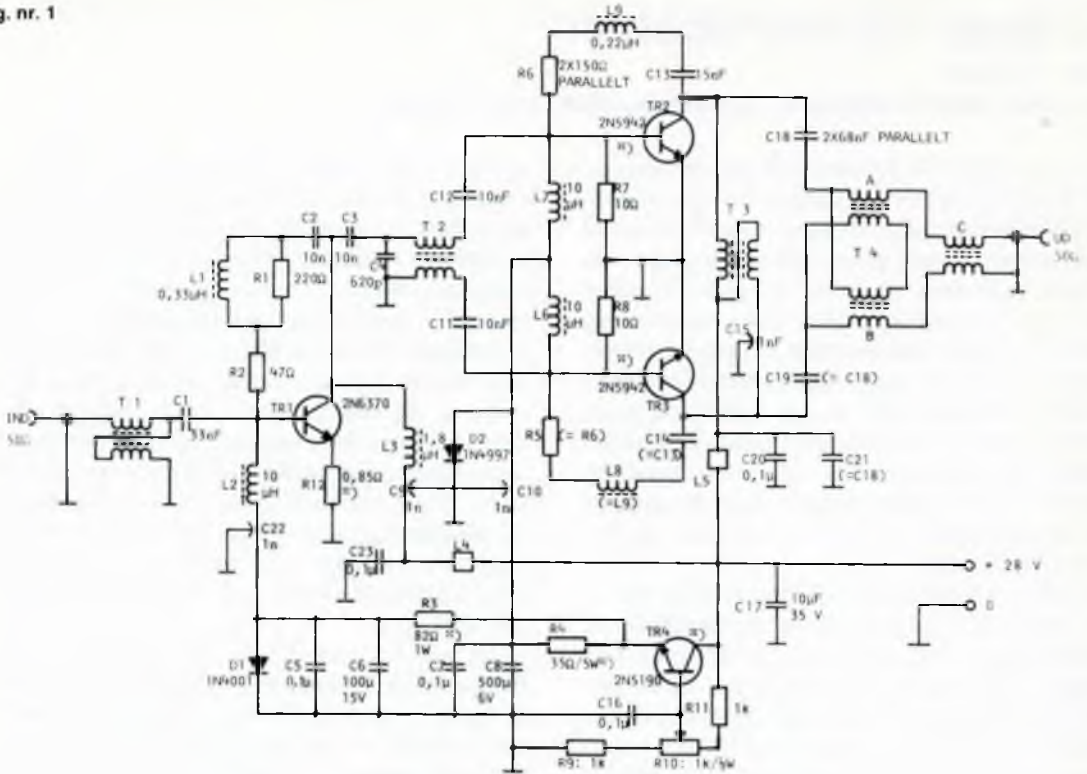 g. nr. 1
L9
0,22µH
R6
2X150Ω
PARALLELT
C13
15nF
TR2
2N5942
*)
C18
2X68nF PARALLELT
C12
10nF
L7
10
µH
R7
10Ω
T 3
A
T 4
B
C
UD
50Ω
C2
10n
C3
10n
T 2
620p
L1
0,33µH
R1
220Ω
C11
10nF
L6
10
µH
R8
10Ω
*)
C15
1nF
C19
(= C18)
R2
47Ω
2N5942
TR3
IND
50Ω
T 1
C1
33nF
TR1
2N6370
L3
1,8
µH
D2
1N4997
R5
(= R6)
C14
(=C13)
L8
(=L9)
L5
C20
0,1µ
C21
(=C18)
L2
10
µH
R12
0,85Ω
*)
C9
1n
C10
1n
C22
1n
C23
0,1µ
L4
+ 28 V
C17
10µF
35 V
0
R3
82Ω *)
1W
R4
35Ω/5W*)
TR4
*)
2N5190
D1
1N4001
C5
0,1µ
C6
100µ
15V
C7
0,1µ
C8
500µ
6V
C16
0,1µ
R11
1k
R9: 1k
R10: 1k/½W